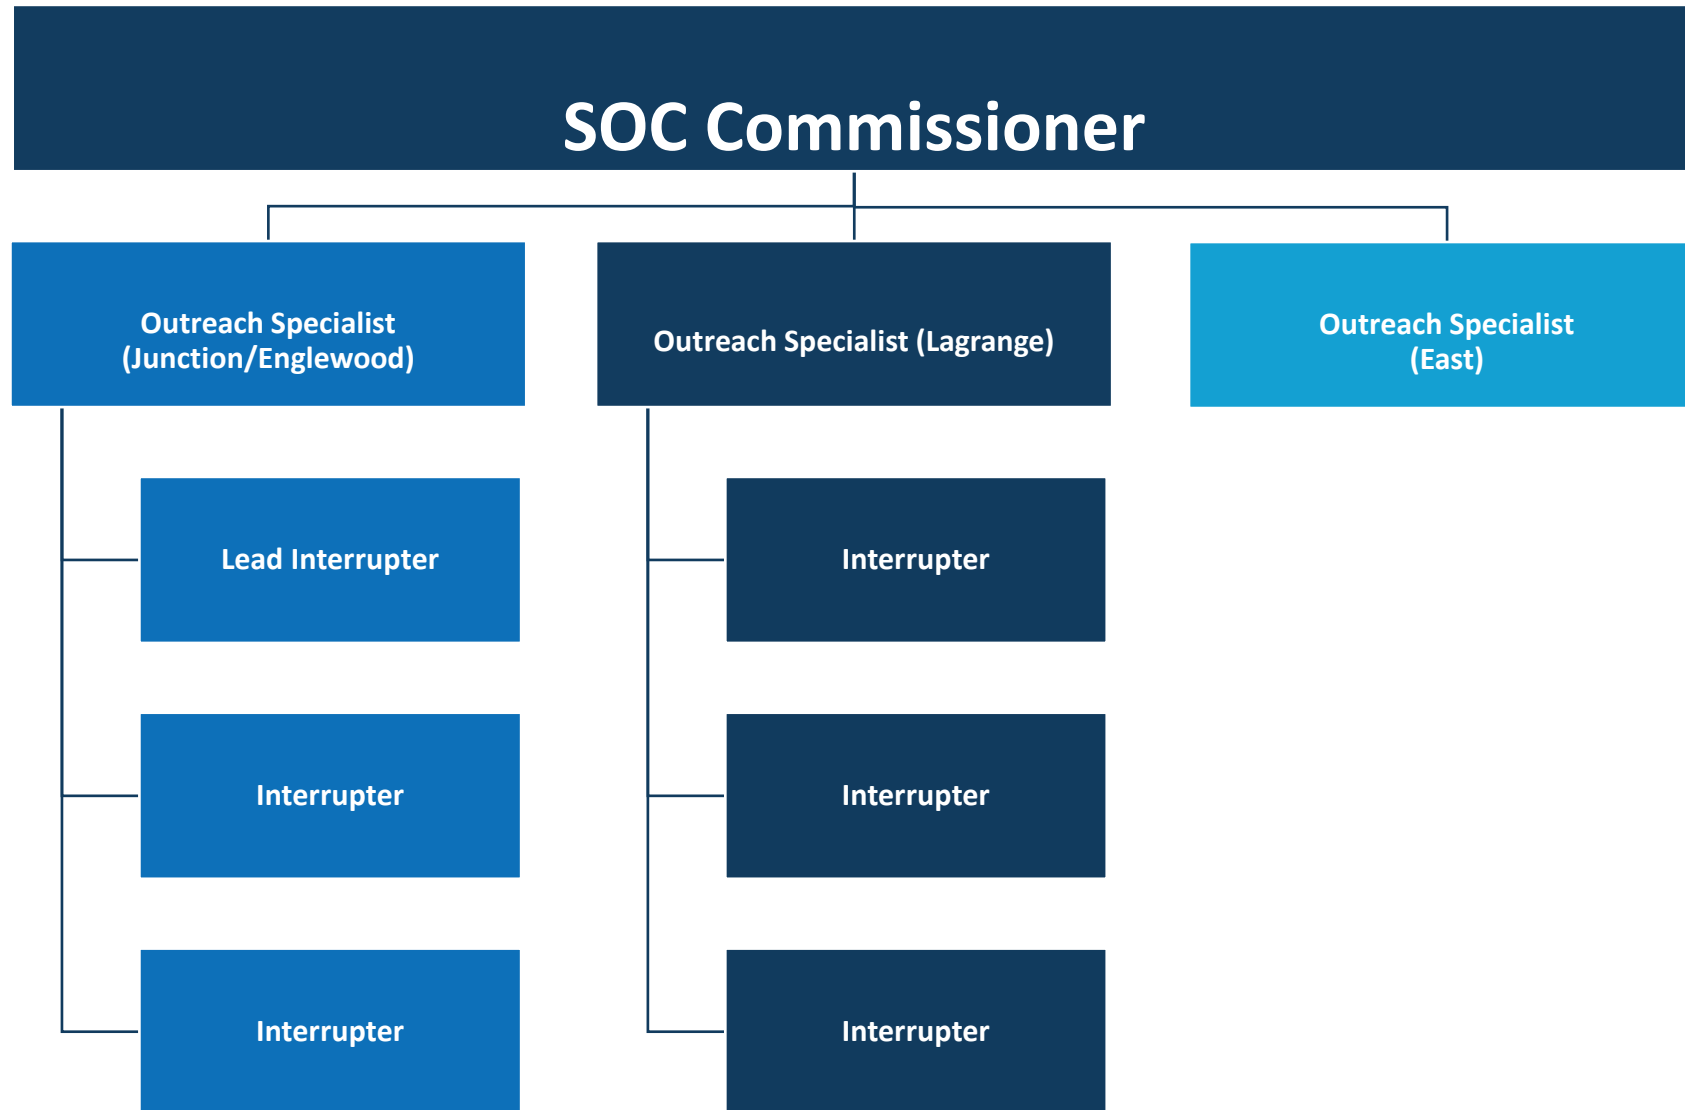 SOC Commissioner
Outreach Specialist
(Junction/Englewood)
Outreach Specialist (Lagrange)
Outreach Specialist
(East)
Lead Interrupter
Interrupter
Interrupter
Interrupter
Interrupter
Interrupter